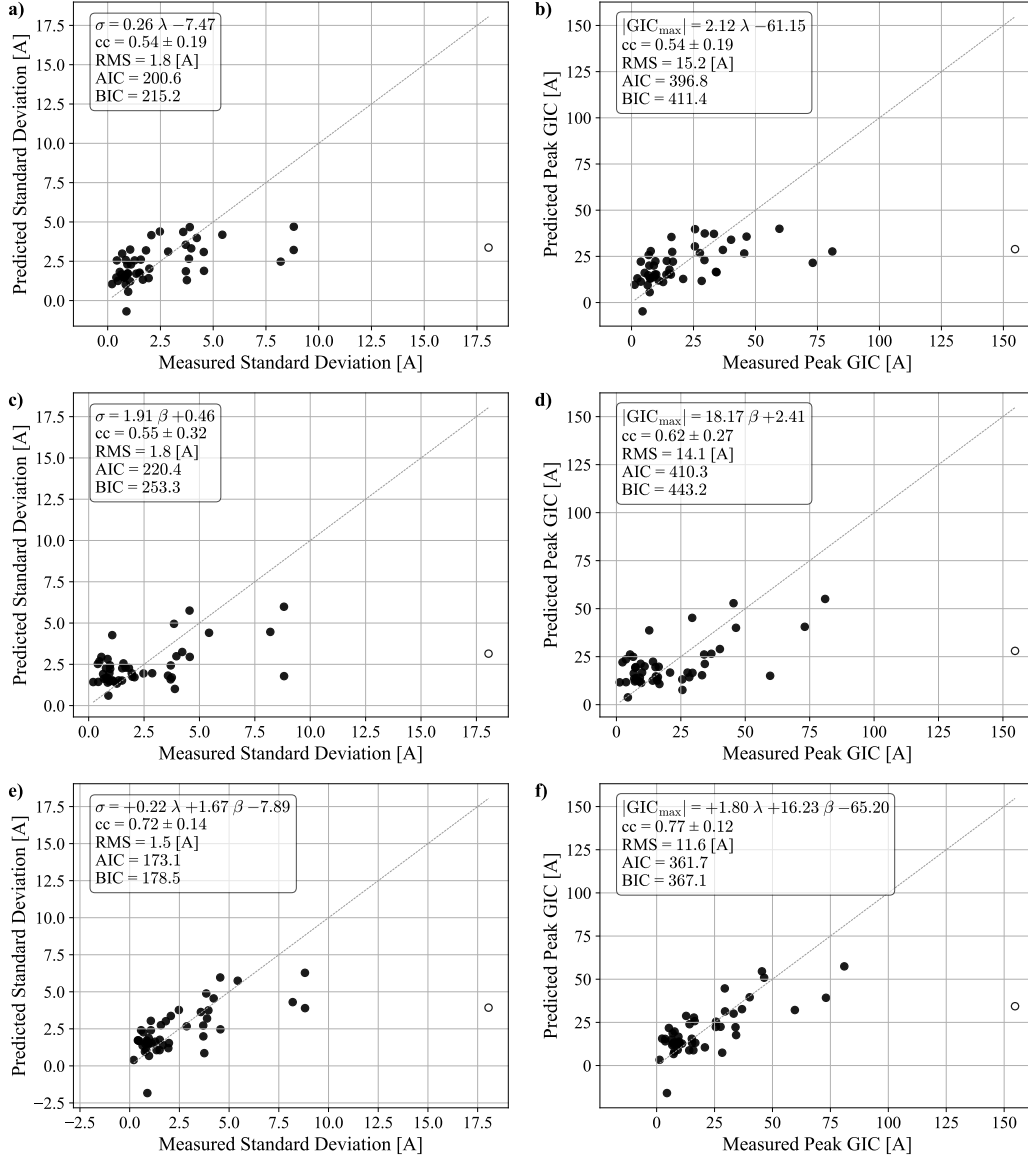 a)
σ = 0.26 λ −7.47
cc = 0.54 ± 0.19
RMS = 1.8 [A]
AIC = 200.6
BIC = 215.2
17.5
15.0
12.5
10.0
7.5
5.0
2.5
0.0
Predicted Standard Deviation [A]
0.0 2.5 5.0 7.5 10.0 12.5 15.0 17.5
Measured Standard Deviation [A]
b)
|GIC_max| = 2.12 λ −61.15
cc = 0.54 ± 0.19
RMS = 15.2 [A]
AIC = 396.8
BIC = 411.4
150
125
100
75
50
25
0
Predicted Peak GIC [A]
0 25 50 75 100 125 150
Measured Peak GIC [A]
c)
σ = 1.91 β +0.46
cc = 0.55 ± 0.32
RMS = 1.8 [A]
AIC = 220.4
BIC = 253.3
17.5
15.0
12.5
10.0
7.5
5.0
2.5
0.0
Predicted Standard Deviation [A]
0.0 2.5 5.0 7.5 10.0 12.5 15.0 17.5
Measured Standard Deviation [A]
d)
|GIC_max| = 18.17 β +2.41
cc = 0.62 ± 0.27
RMS = 14.1 [A]
AIC = 410.3
BIC = 443.2
150
125
100
75
50
25
0
Predicted Peak GIC [A]
0 25 50 75 100 125 150
Measured Peak GIC [A]
e)
σ = +0.22 λ +1.67 β −7.89
cc = 0.72 ± 0.14
RMS = 1.5 [A]
AIC = 173.1
BIC = 178.5
17.5
15.0
12.5
10.0
7.5
5.0
2.5
0.0
−2.5
Predicted Standard Deviation [A]
−2.5 0.0 2.5 5.0 7.5 10.0 12.5 15.0 17.5
Measured Standard Deviation [A]
f)
|GIC_max| = +1.80 λ +16.23 β −65.20
cc = 0.77 ± 0.12
RMS = 11.6 [A]
AIC = 361.7
BIC = 367.1
150
125
100
75
50
25
0
Predicted Peak GIC [A]
0 25 50 75 100 125 150
Measured Peak GIC [A]